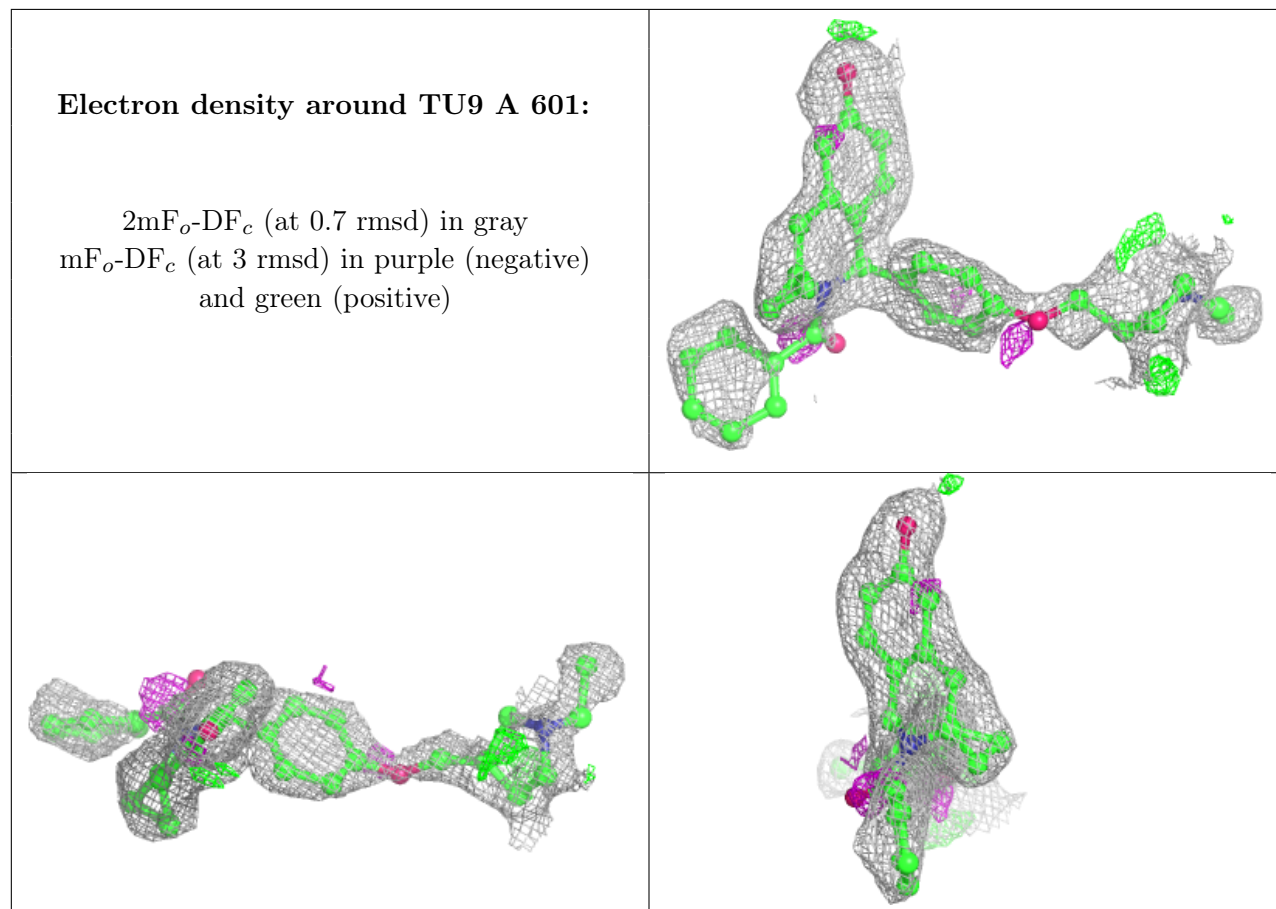 Electron density around TU9 A 601:
2mFo-DFc (at 0.7 rmsd) in gray
mFo-DFc (at 3 rmsd) in purple (negative)
and green (positive)